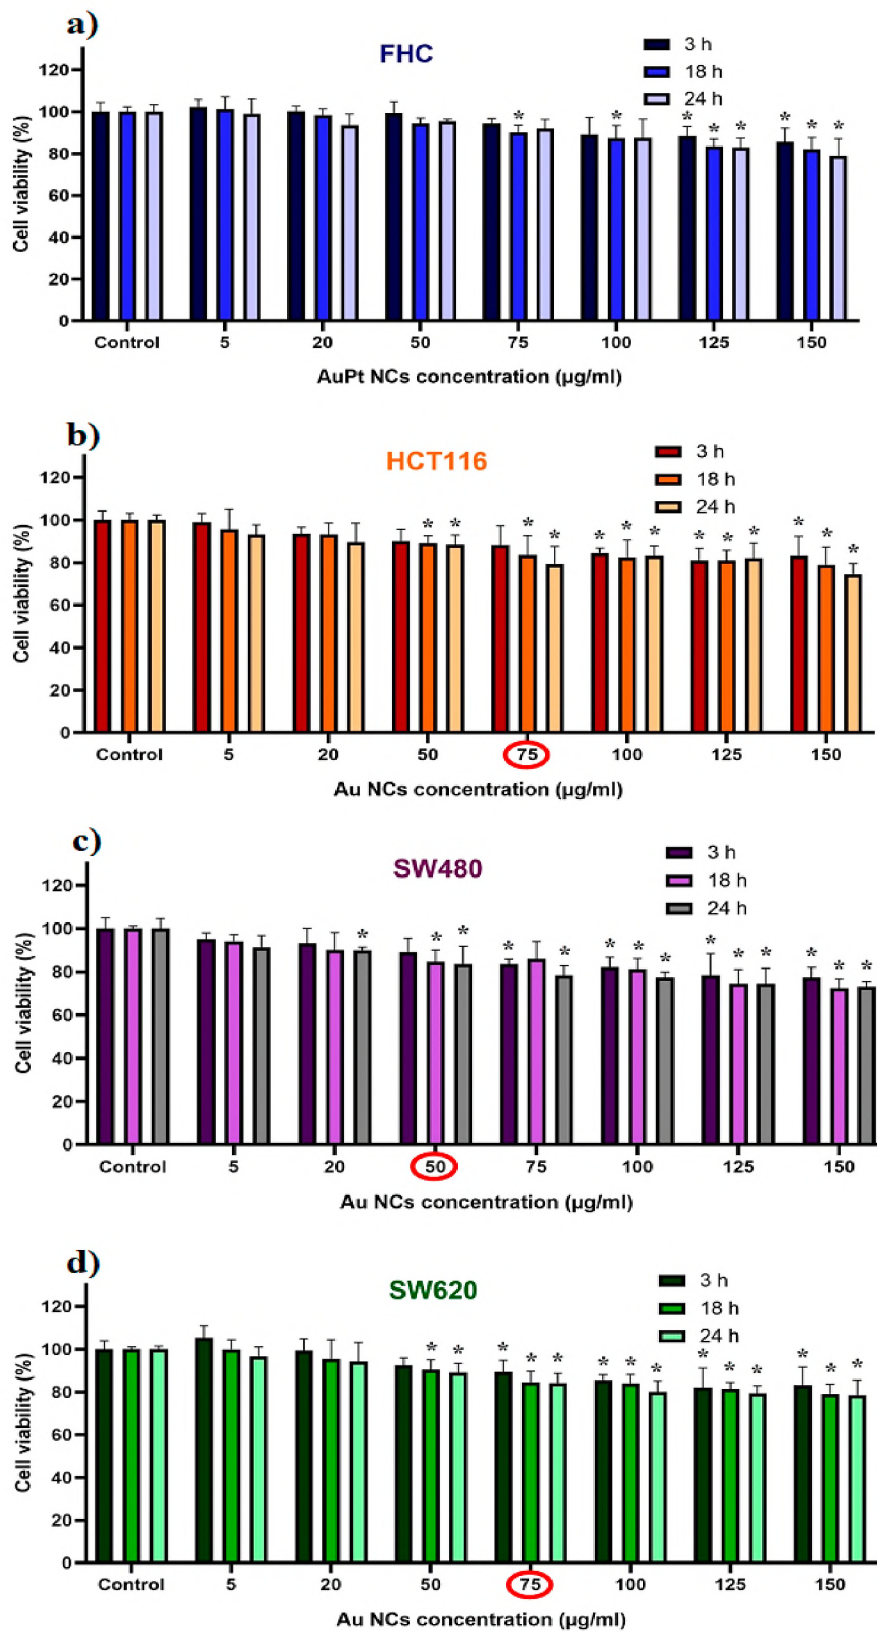 a)
FHC
3 h
18 h
24 h
Cell viability (%)
120
100
80
60
40
20
0
* * * * * * * *
Control 5 20 50 75 100 125 150
AuPt NCs concentration (µg/ml)
b)
HCT116
3 h
18 h
24 h
Cell viability (%)
120
100
80
60
40
20
0
* * * * * * * * * * * * *
Control 5 20 50 75 100 125 150
Au NCs concentration (µg/ml)
c)
SW480
3 h
18 h
24 h
Cell viability (%)
120
100
80
60
40
20
0
* * * * * * * * * * * * * *
Control 5 20 50 75 100 125 150
Au NCs concentration (µg/ml)
d)
SW620
3 h
18 h
24 h
Cell viability (%)
120
100
80
60
40
20
0
* * * * * * * * * * * * * *
Control 5 20 50 75 100 125 150
Au NCs concentration (µg/ml)